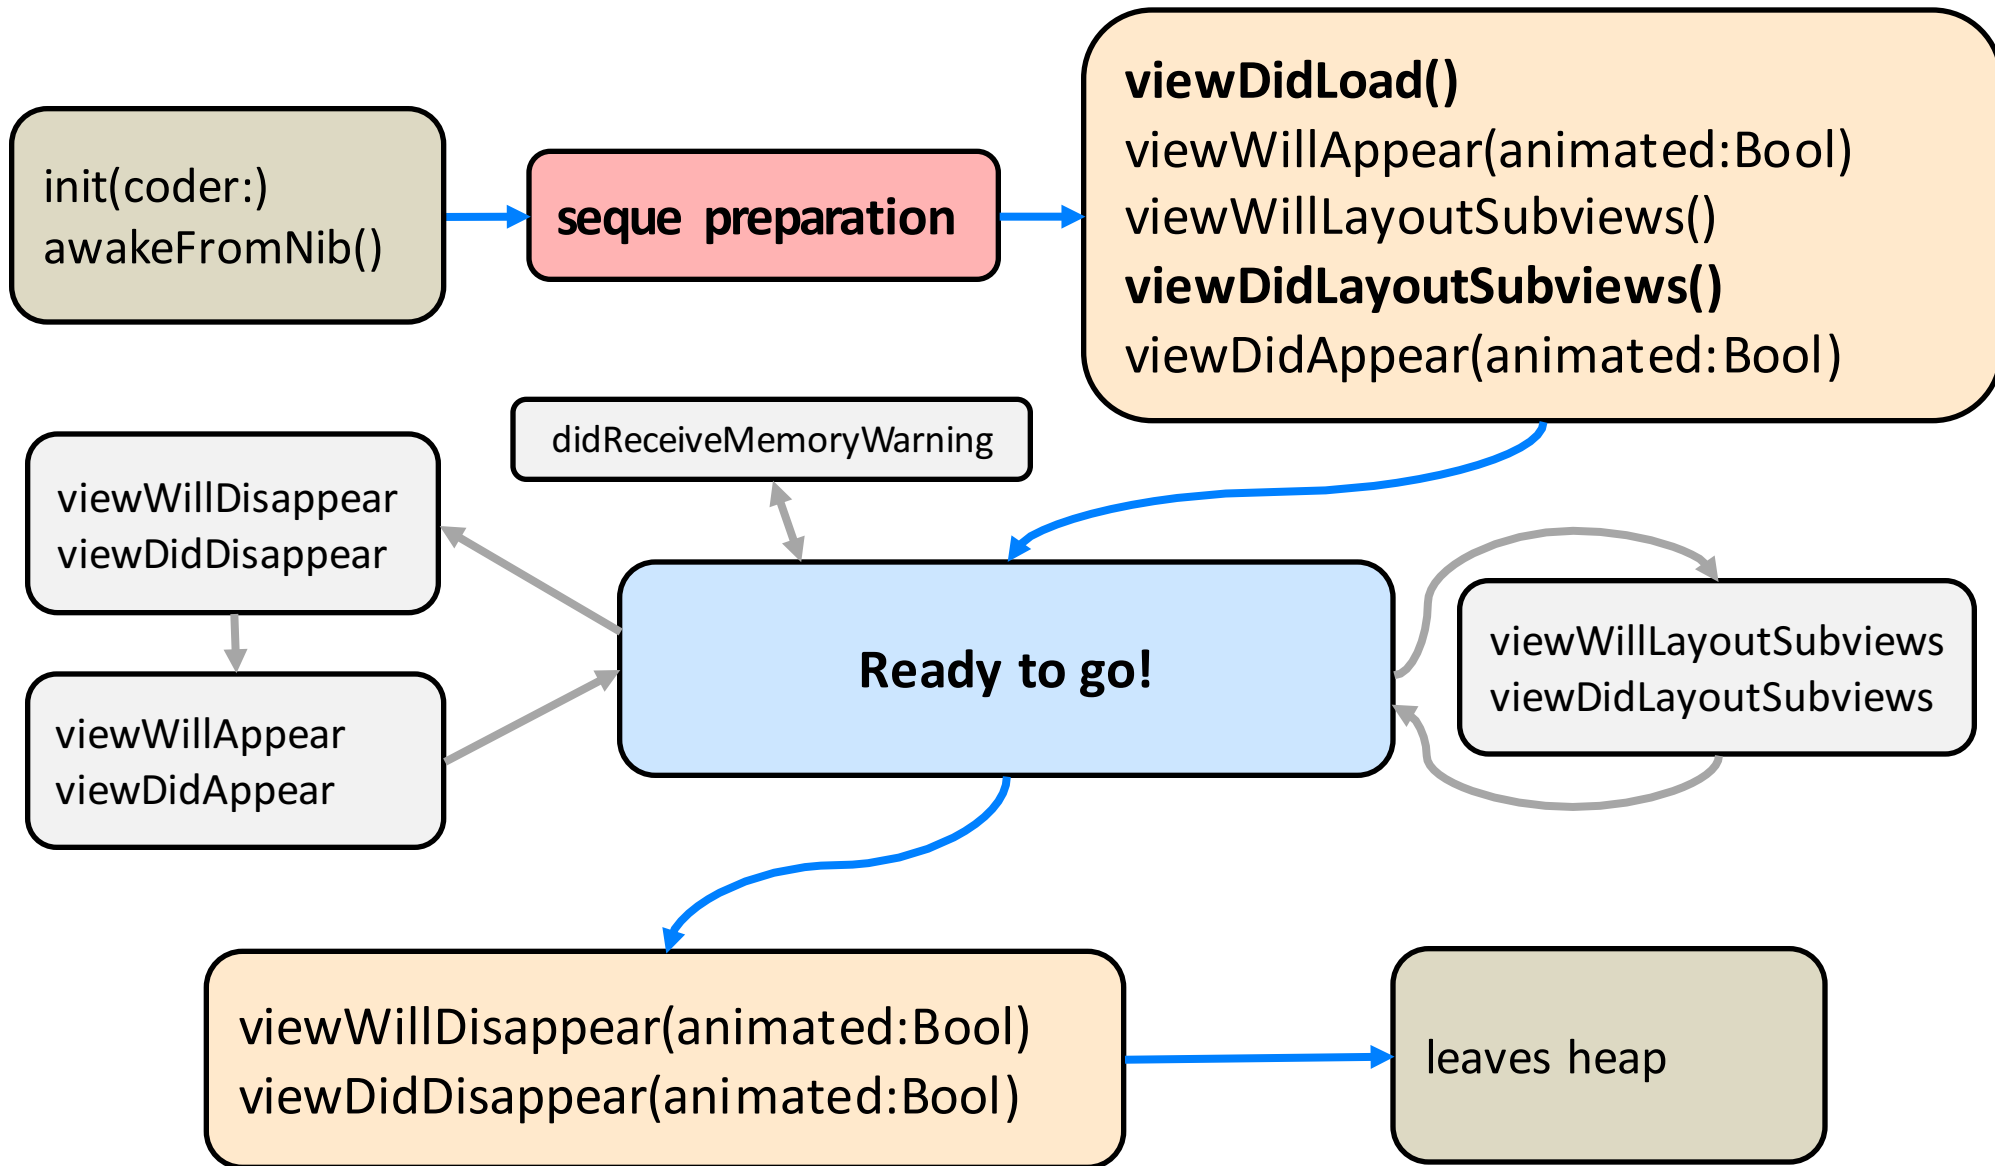 init(coder:)
awakeFromNib()
seque preparation
viewDidLoad()
viewWillAppear(animated:Bool)
viewWillLayoutSubviews()
viewDidLayoutSubviews()
viewDidAppear(animated:Bool)
didReceiveMemoryWarning
viewWillDisappear
viewDidDisappear
viewWillAppear
viewDidAppear
Ready to go!
viewWillLayoutSubviews
viewDidLayoutSubviews
viewWillDisappear(animated:Bool)
viewDidDisappear(animated:Bool)
leaves heap